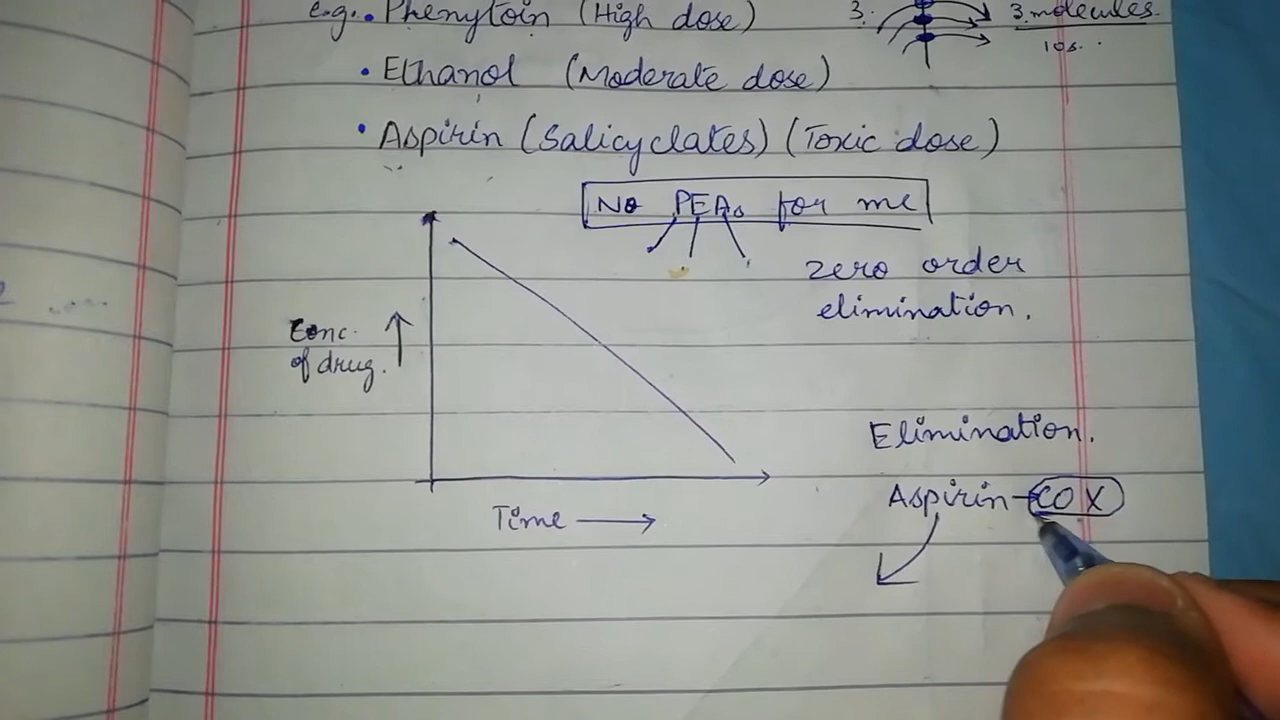 e.g. • Phenytoin (High dose)
3.
3 molecules
10s.
• Ethanol (Moderate dose)
• Aspirin (Salicyclates) (Toxic dose)
No PEAs for me
zero order
elimination.
Conc.
of drug.
Elimination.
Aspirin - COX
Time